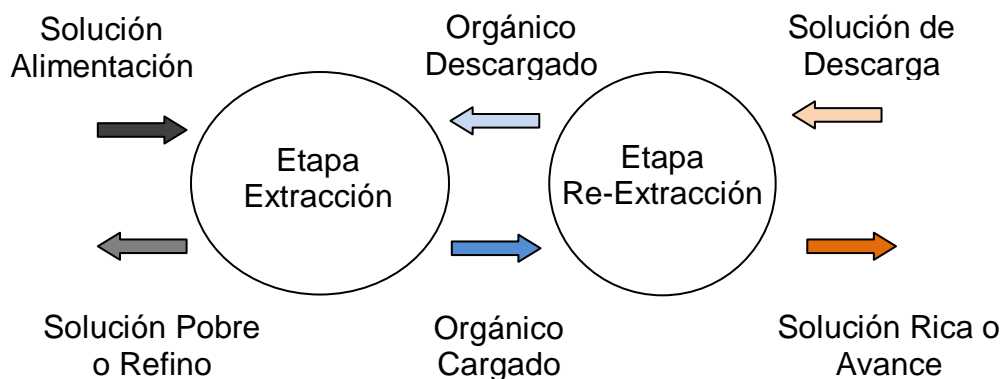 Solución
Alimentación
Orgánico
Descargado
Solución de
Descarga
Etapa
Extracción
Etapa
Re-Extracción
Solución Pobre
o Refino
Orgánico
Cargado
Solución Rica o
Avance